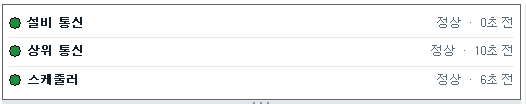 설비 통신 정상 · 0초 전
상위 통신 정상 · 10초 전
스케줄러 정상 · 6초 전